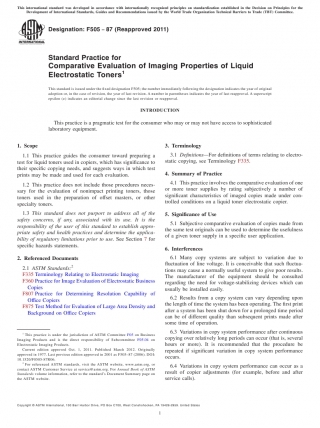 This international standard was developed in accordance with internationally recognized principles on standardization established in the Decision on Principles for the
Development of International Standards, Guides and Recommendations issued by the World Trade Organization Technical Barriers to Trade (TBT) Committee.
Designation: F505 − 87 (Reapproved 2011)
Standard Practice for
Comparative Evaluation of Imaging Properties of Liquid
Electrostatic Toners1
This standard is issued under the fixed designation F505; the number immediately following the designation indicates the year of original
adoption or, in the case of revision, the year of last revision. A number in parentheses indicates the year of last reapproval. A superscript
epsilon (ε) indicates an editorial change since the last revision or reapproval.
INTRODUCTION
This practice is a pragmatic test for the consumer who may or may not have access to sophisticated
laboratory equipment.
1. Scope
1.1 This practice guides the consumer toward preparing a
test for liquid toners used in copiers, which has significance to
their specific copying needs, and suggests ways in which test
prints may be made and used for each evaluation.
1.2 This practice does not include those procedures neces-
sary for the evaluation of nonimpact printing toners, those
toners used in the preparation of offset masters, or other
specialty toners.
1.3 This standard does not purport to address all of the
safety concerns, if any, associated with its use. It is the
responsibility of the user of this standard to establish appro-
priate safety and health practices and determine the applica-
bility of regulatory limitations prior to use. See Section 7 for
specific hazards statements.
2. Referenced Documents
2.1 ASTM Standards:2
F335 Terminology Relating to Electrostatic Imaging
F360 Practice for Image Evaluation of Electrostatic Business
Copies
F807 Practice for Determining Resolution Capability of
Office Copiers
F875 Test Method for Evaluation of Large Area Density and
Background on Office Copiers
1 This practice is under the jurisdiction of ASTM Committee F05 on Business
Imaging Products and is the direct responsibility of Subcommittee F05.04 on
Electrostatic Imaging Products.
Current edition approved Dec. 1, 2011. Published March 2012. Originally
approved in 1977. Last previous edition approved in 2005 as F505–87 (2005). DOI:
10.1520/F0505-87R11.
2 For referenced ASTM standards, visit the ASTM website, www.astm.org, or
contact ASTM Customer Service at service@astm.org. For Annual Book of ASTM
Standards volume information, refer to the standard's Document Summary page on
the ASTM website.
3. Terminology
3.1 Definitions—For definitions of terms relating to electro-
static copying, see Terminology F335.
4. Summary of Practice
4.1 This practice involves the comparative evaluation of one
or more toner supplies by rating subjectively a number of
significant characteristics of imaged copies made under con-
trolled conditions on a liquid toner electrostatic copier.
5. Significance of Use
5.1 Subjective comparative evaluation of copies made from
the same test originals can be used to determine the usefulness
of a given toner supply in a specific user application.
6. Interferences
6.1 Many copy systems are subject to variation due to
fluctuation of line voltage. It is conceivable that such fluctua-
tions may cause a normally useful system to give poor results.
The manufacturer of the equipment should be consulted
regarding the need for voltage-stabilizing devices which can
usually be installed easily.
6.2 Results from a copy system can vary depending upon
the length of time the system has been operating. The first print
after a system has been shut down for a prolonged time period
can be of different quality than subsequent prints made after
some time of operation.
6.3 Variations in copy system performance after continuous
copying over relatively long periods can occur (that is, several
hours or more). It is recommended that the procedure be
repeated if significant variation in copy system performance
occurs.
6.4 Variations in copy system performance can occur as a
result of copier adjustments (for example, before and after
service calls).
Copyright © ASTM International, 100 Barr Harbor Drive, PO Box C700, West Conshohocken, PA 19428-2959, United States
1